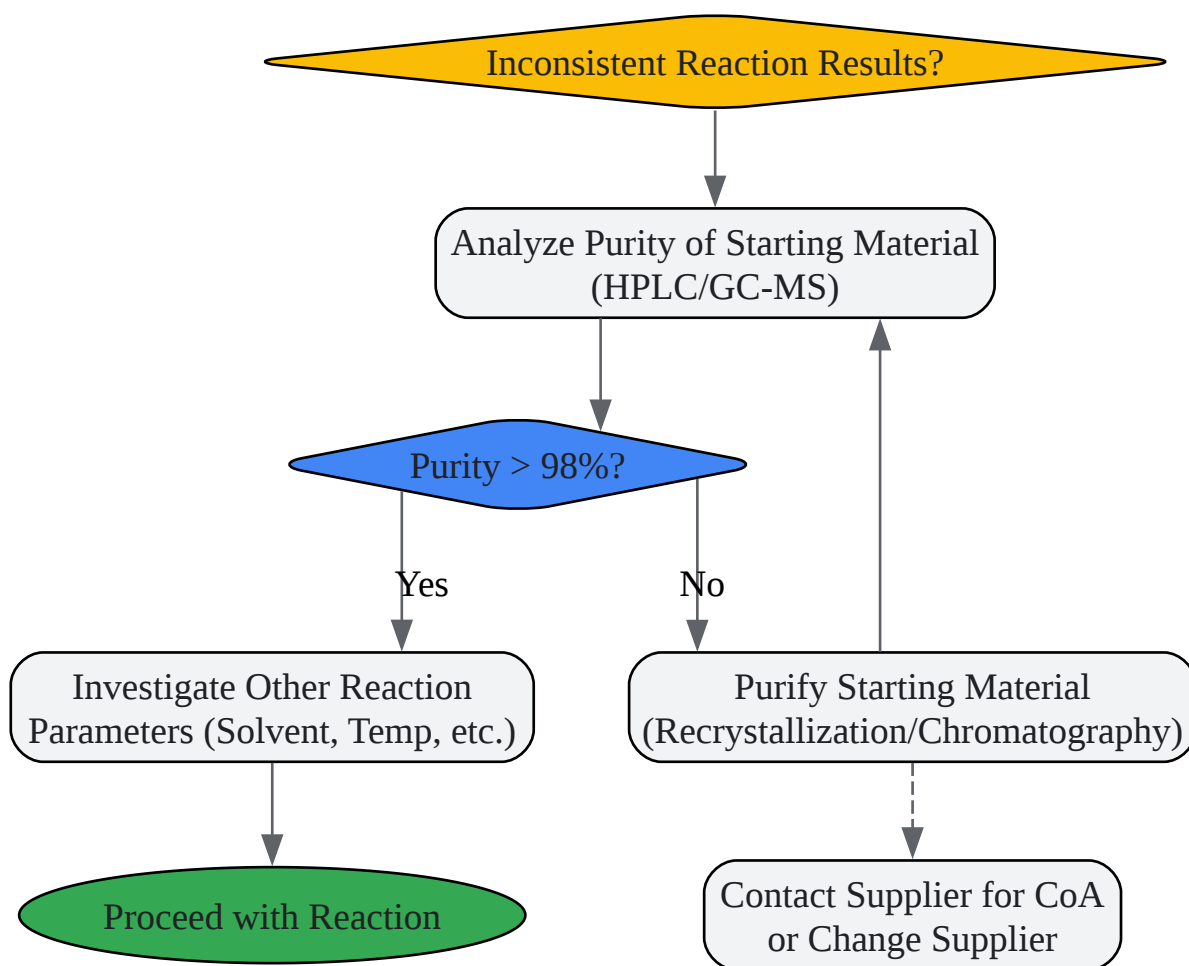 Inconsistent Reaction Results?
Analyze Purity of Starting Material
(HPLC/GC-MS)
Purity > 98%?
Yes
No
Investigate Other Reaction
Parameters (Solvent, Temp, etc.)
Purify Starting Material
(Recrystallization/Chromatography)
Proceed with Reaction
Contact Supplier for CoA
or Change Supplier